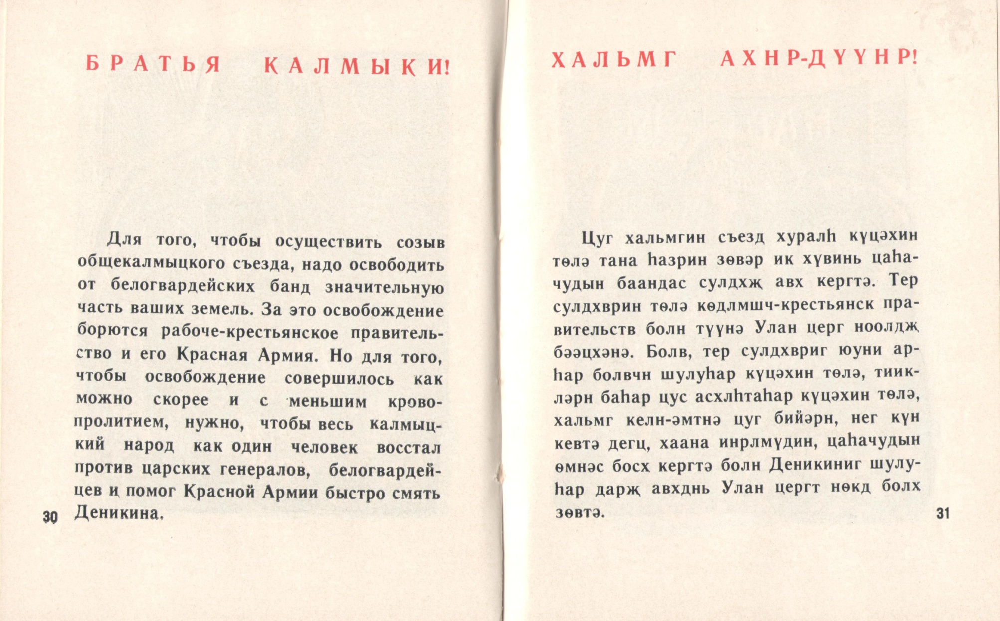 БРАТЬЯ КАЛМЫКИ!
Для того, чтобы осуществить созыв
общекалмыцкого съезда, надо освободить
от белогвардейских банд значительную
часть ваших земель. За это освобождение
борются рабоче-крестьянское правитель-
ство и его Красная Армия. Но для того,
чтобы освобождение совершилось как
можно скорее и с меньшим крово-
пролитием, нужно, чтобы весь калмыц-
кий народ как один человек восстал
против царских генералов, белогвардей-
цев и помог Красной Армии быстро смять
Деникина.
30
ХАЛЬМГ АХНР-ДҮҮНР!
Цуг хальмгин съезд хуралһ күцәхин
төлә тана һазрин зөвәр ик хүвинь цаһа-
чудын баандас сулдхҗ авх кергтә. Тер
сулдхврин төлә көдлмшч-крестьянск пра-
вительств болн түүнә Улан церг ноолдҗ
бәәцхәнә. Болв, тер сулдхвриг юуни ар-
һар болвчн шулуһар күцәхин төлә, тиик-
ләрн баһар цус асхлһтаһар күцәхин төлә,
хальмг келн-әмтнә цуг бийәрн, нег күн
кевтә дегц, хаана инрлмүдин, цаһачудын
өмнәс босх кергтә болн Деникиниг шулу-
һар дарҗ авхднь Улан цергт нөкд болх
зөвтә.
31